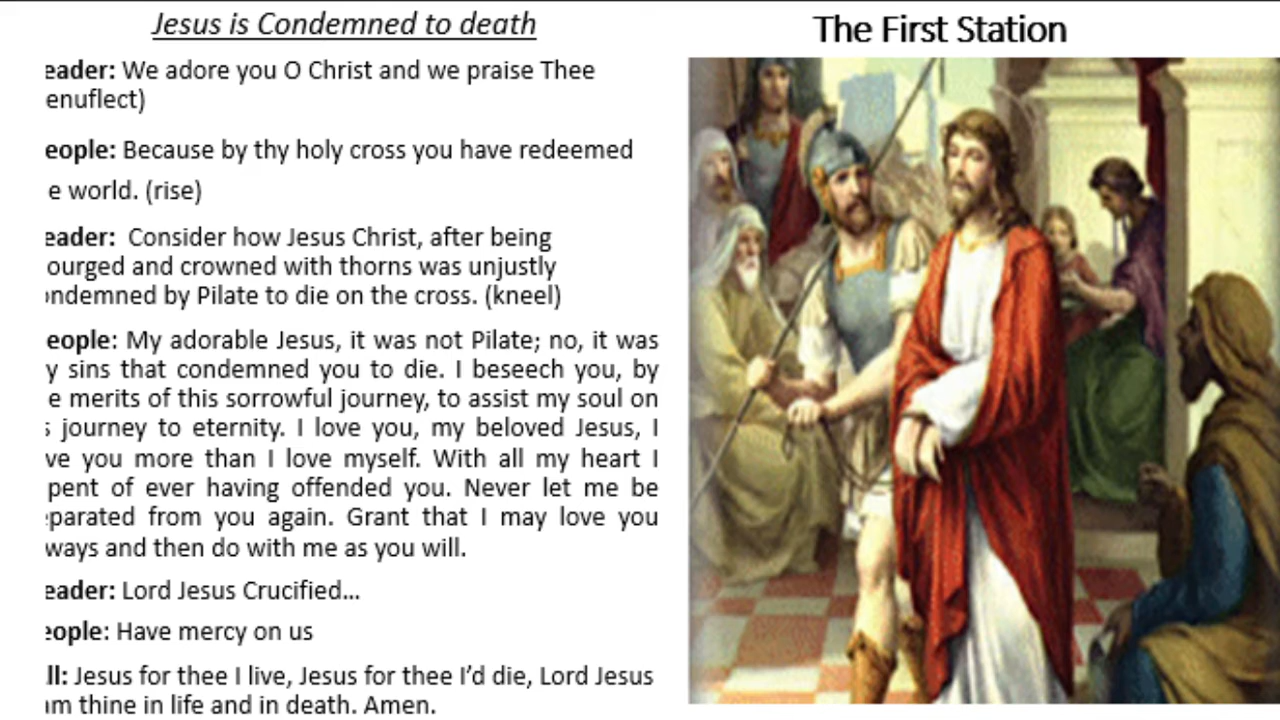 Jesus is Condemned to death
The First Station
eader: We adore you O Christ and we praise Thee
enuflect)
eople: Because by thy holy cross you have redeemed
e world. (rise)
eader: Consider how Jesus Christ, after being
ourged and crowned with thorns was unjustly
ondemned by Pilate to die on the cross. (kneel)
eople: My adorable Jesus, it was not Pilate; no, it was
y sins that condemned you to die. I beseech you, by
e merits of this sorrowful journey, to assist my soul on
s journey to eternity. I love you, my beloved Jesus, I
ve you more than I love myself. With all my heart I
pent of ever having offended you. Never let me be
eparated from you again. Grant that I may love you
ways and then do with me as you will.
eader: Lord Jesus Crucified...
eople: Have mercy on us
ll: Jesus for thee I live, Jesus for thee I’d die, Lord Jesus
am thine in life and in death. Amen.